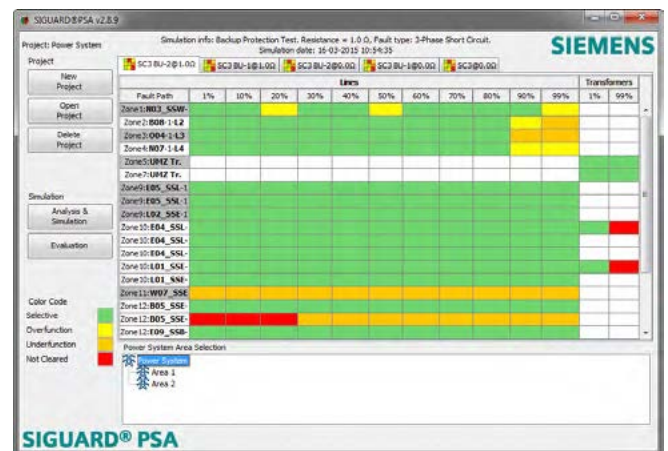 SIGUARD®PSA v2.8.9
Project: Power System
Simulation info: Backup Protection Test. Resistance = 1.0 Ω, Fault type: 3-Phase Short Circuit.
Simulation date: 16-03-2015 10:54:35
SIEMENS
Project
New Project
Open Project
Delete Project
Simulation
Analysis & Simulation
Evaluation
Color Code
Selective
Overfunction
Underfunction
Not Cleared
SC3 BU-2@1.0Ω SC3 BU-1@1.0Ω SC3 BU-2@0.0Ω SC3 BU-1@0.0Ω SC3@0.0Ω
Lines Transformers
Fault Path 1% 10% 20% 30% 40% 50% 60% 70% 80% 90% 99% 1% 99%
Zone1:N03_SSW-
Zone2:B08-1-L2
Zone3:O04-1-L3
Zone4:N07-1-L4
Zone5:UMZ Tr.
Zone7:UMZ Tr.
Zone9:E05_SSL-1
Zone9:E05_SSL-1
Zone9:L02_SSE-1
Zone10:E04_SSL-
Zone10:E04_SSL-
Zone10:E04_SSL-
Zone10:L01_SSE-
Zone10:L01_SSE-
Zone11:W07_SSE
Zone12:B05_SSE-
Zone12:B05_SSE-
Zone12:E09_SSB-
Power System Area Selection
Power System
Area 1
Area 2
SIGUARD® PSA